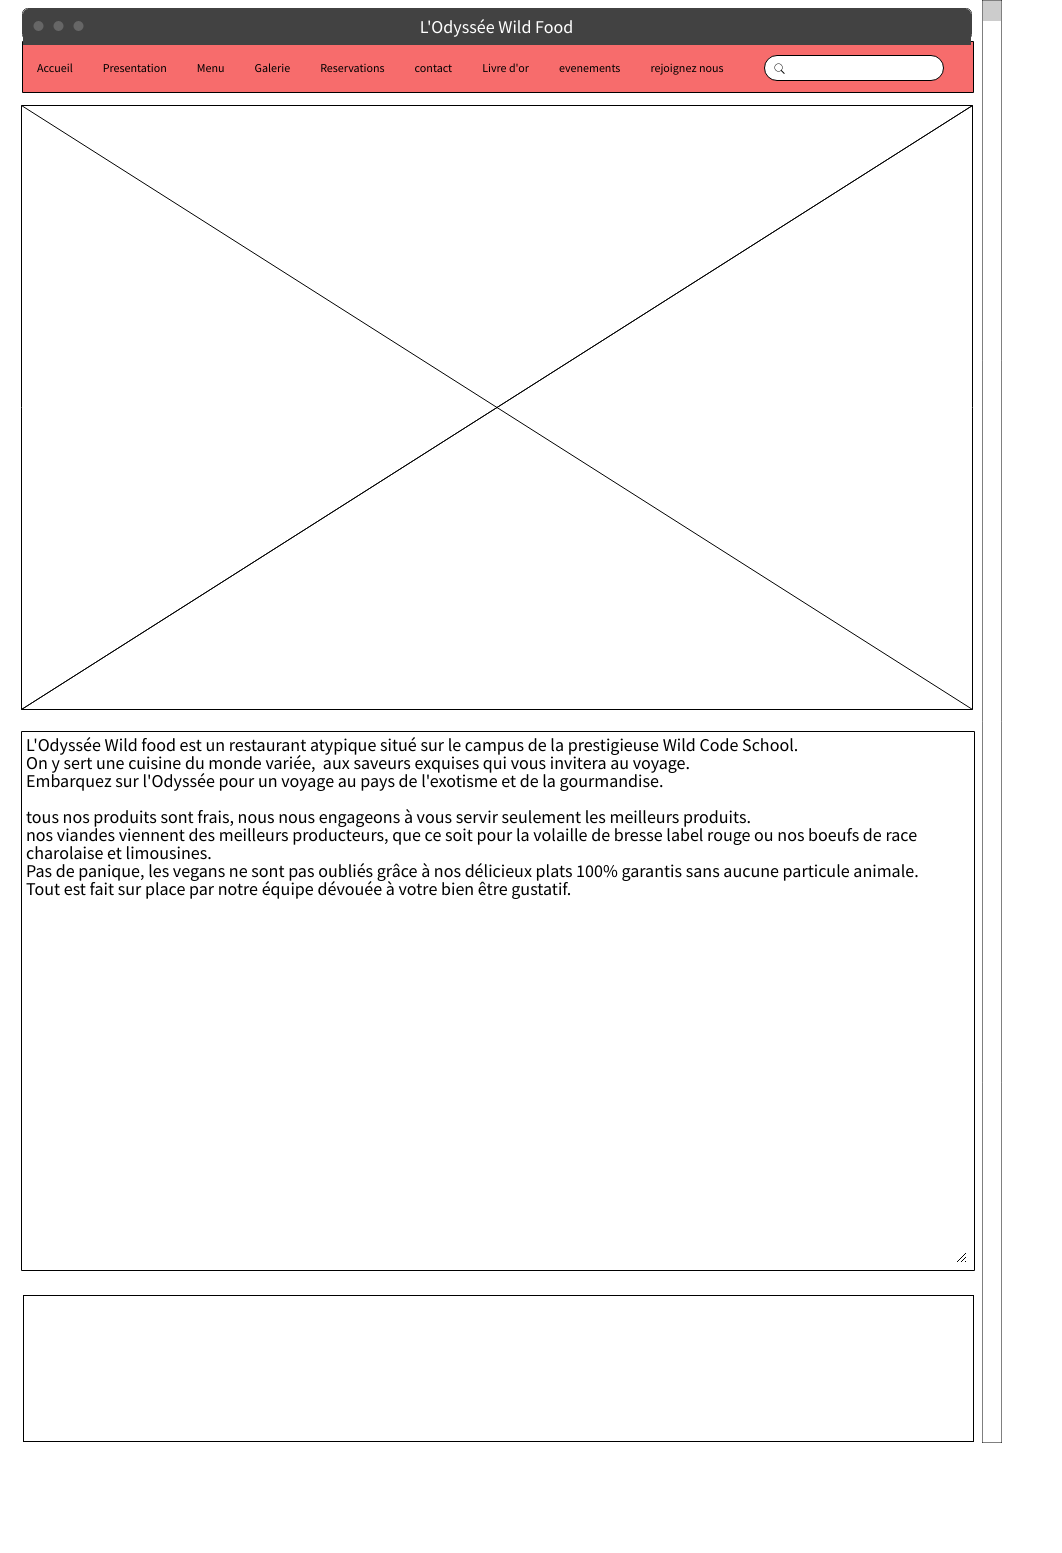 L'Odyssée Wild Food
Accueil Presentation Menu Galerie Reservations contact Livre d'or evenements rejoignez nous
L'Odyssée Wild food est un restaurant atypique situé sur le campus de la prestigieuse Wild Code School.
On y sert une cuisine du monde variée,  aux saveurs exquises qui vous invitera au voyage.
Embarquez sur l'Odyssée pour un voyage au pays de l'exotisme et de la gourmandise.
tous nos produits sont frais, nous nous engageons à vous servir seulement les meilleurs produits.
nos viandes viennent des meilleurs producteurs, que ce soit pour la volaille de bresse label rouge ou nos boeufs de race
charolaise et limousines.
Pas de panique, les vegans ne sont pas oubliés grâce à nos délicieux plats 100% garantis sans aucune particule animale.
Tout est fait sur place par notre équipe dévouée à votre bien être gustatif.